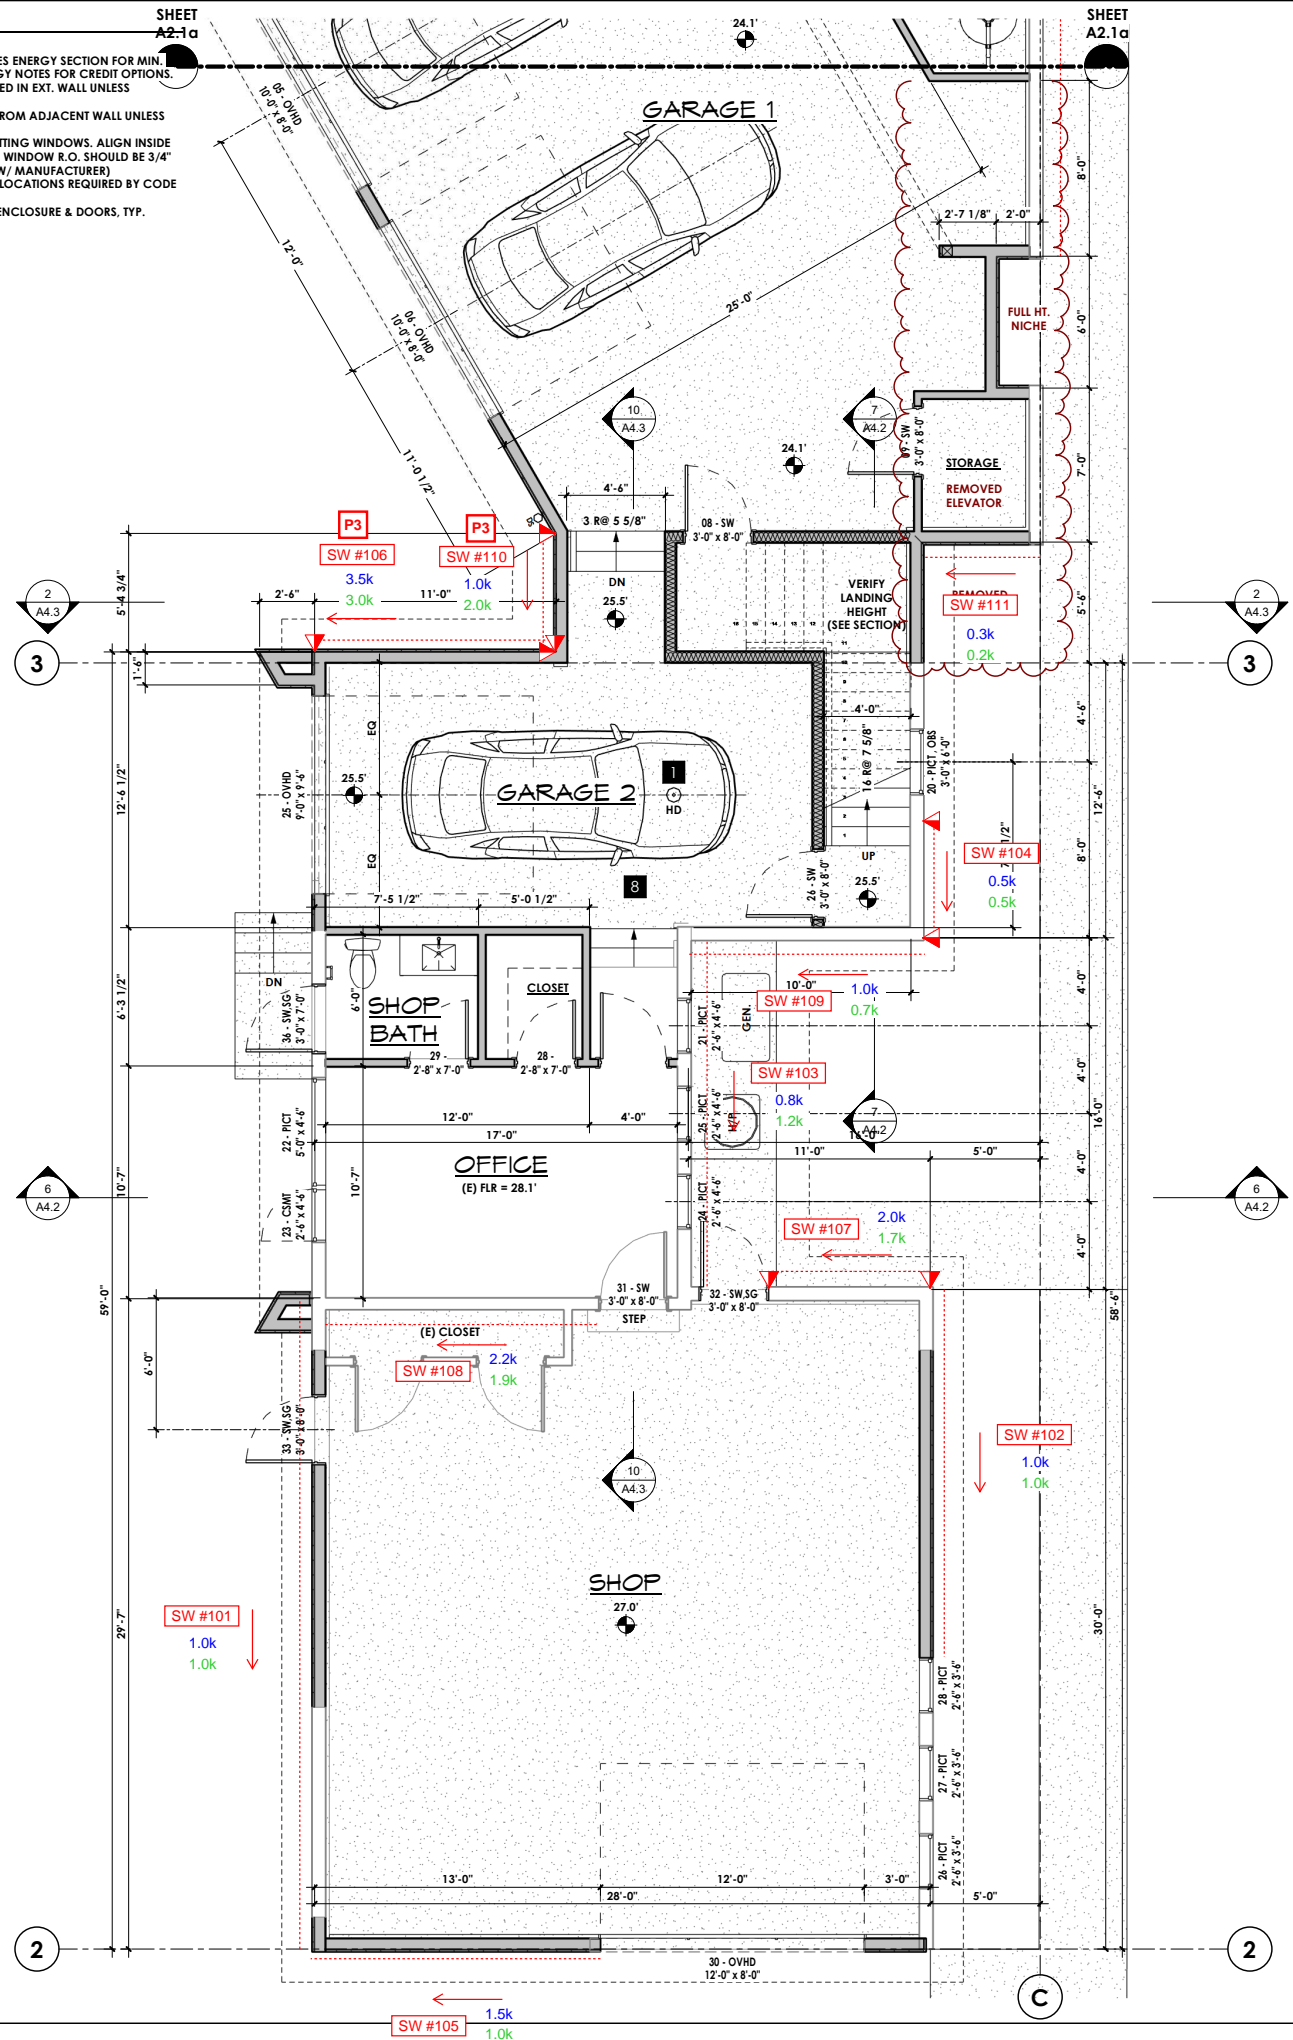 SHEET
A2.1a
SHEET
A2.1a
ES ENERGY SECTION FOR MIN.
GY NOTES FOR CREDIT OPTIONS.
ED IN EXT. WALL UNLESS
ROM ADJACENT WALL UNLESS
TTING WINDOWS. ALIGN INSIDE
WINDOW R.O. SHOULD BE 3/4"
W/ MANUFACTURER)
LOCATIONS REQUIRED BY CODE
ENCLOSURE & DOORS, TYP.
24.1'
GARAGE 1
05 - OVHD
10'-0" x 8'-0"
12'-0"
06 - OVHD
10'-0" x 8'-0"
25'-0"
11'-0 1/2"
8'-0"
2'-7 1/8"
2'-0"
FULL HT.
NICHE
6'-0"
10
A4.3
7
A4.2
24.1'
09 - SW
3'-0" x 8'-0"
STORAGE
REMOVED
ELEVATOR
7'-0"
4'-6"
3 R@ 5 5/8"
08 - SW
3'-0" x 8'-0"
P3
P3
SW #106
SW #110
3.5k
3.0k
1.0k
2.0k
2'-6"
11'-0"
5'-4 3/4"
1'-6"
DN
25.5'
VERIFY
LANDING
HEIGHT
(SEE SECTION)
SW #111
0.3k
0.2k
5'-6"
2
A4.3
2
A4.3
3
3
4'-0"
16 R@ 7 5/8"
20 - PICT, OBS
3'-0" x 6'-0"
4'-6"
12'-6"
8'-0"
EQ
EQ
25 - OVHD
9'-0" x 9'-6"
25.5'
12'-6 1/2"
GARAGE 2
1
HD
8
SW #104
0.5k
0.5k
UP
25.5'
26 - SW
3'-0" x 8'-0"
7'-5 1/2"
5'-0 1/2"
DN
6'-3 1/2"
36 - SW,SG
3'-0" x 7'-0"
6'-0"
SHOP
BATH
CLOSET
29 -
2'-8" x 7'-0"
28 -
2'-8" x 7'-0"
21 - PICT
2'-6" x 4'-6"
GEN.
10'-0"
SW #109
1.0k
0.7k
SW #103
0.8k
1.2k
4'-0"
4'-0"
16'-0"
7
A4.2
25 - PICT
2'-6" x 4'-6"
H/P
22 - PICT
5'-0" x 4'-6"
12'-0"
4'-0"
17'-0"
16'-0"
11'-0"
5'-0"
4'-0"
OFFICE
(E) FLR = 28.1'
10'-7"
10'-7"
6
A4.2
6
A4.2
23 - CSMT
2'-6" x 4'-6"
24 - PICT
2'-6" x 4'-6"
SW #107
2.0k
1.7k
4'-0"
59'-0"
31 - SW
3'-0" x 8'-0"
STEP
32 - SW,SG
3'-0" x 8'-0"
58'-6"
(E) CLOSET
SW #108
2.2k
1.9k
6'-0"
33 - SW,SG
3'-0" x 8'-0"
SW #102
1.0k
1.0k
10
A4.3
SHOP
27.0'
SW #101
1.0k
1.0k
29'-7"
30'-0"
28 - PICT
2'-6" x 3'-6"
27 - PICT
2'-6" x 3'-6"
26 - PICT
2'-6" x 3'-6"
13'-0"
12'-0"
3'-0"
28'-0"
5'-0"
2
2
30 - OVHD
12'-0" x 8'-0"
C
SW #105
1.5k
1.0k